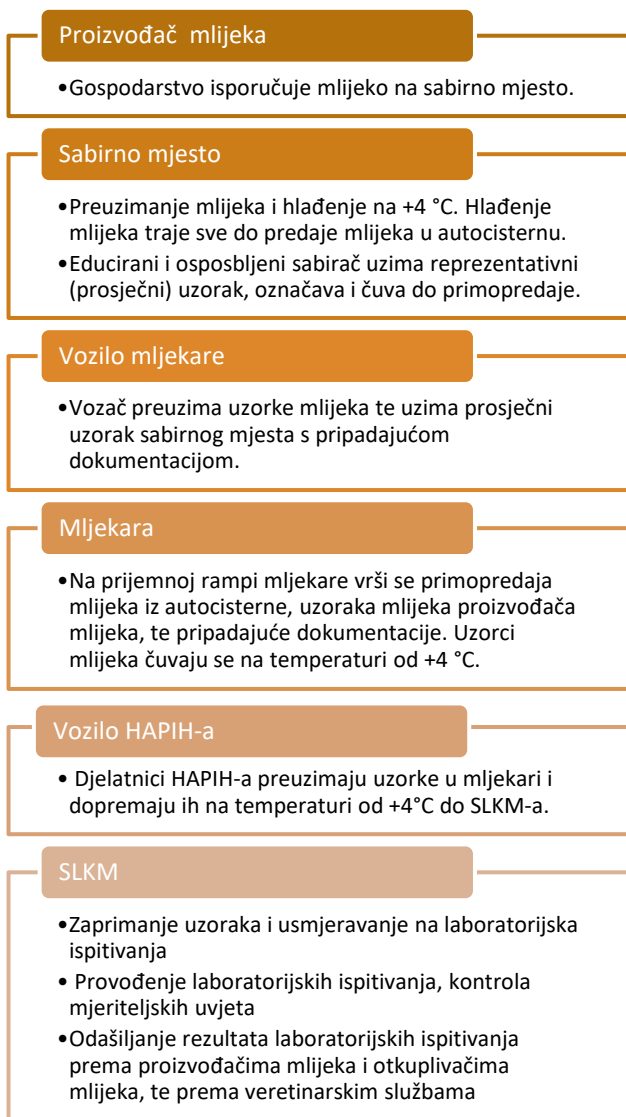 Proizvođač  mlijeka
•Gospodarstvo isporučuje mlijeko na sabirno mjesto.
Sabirno mjesto
•Preuzimanje mlijeka i hlađenje na +4 °C. Hlađenje
mlijeka traje sve do predaje mlijeka u autocisternu.
•Educirani i osposbljeni sabirač uzima reprezentativni
(prosječni) uzorak, označava i čuva do primopredaje.
Vozilo mljekare
•Vozač preuzima uzorke mlijeka te uzima prosječni
uzorak sabirnog mjesta s pripadajućom
dokumentacijom.
Mljekara
•Na prijemnoj rampi mljekare vrši se primopredaja
mlijeka iz autocisterne, uzoraka mlijeka proizvođača
mlijeka, te pripadajuće dokumentacije. Uzorci
mlijeka čuvaju se na temperaturi od +4 °C.
Vozilo HAPIH-a
• Djelatnici HAPIH-a preuzimaju uzorke u mljekari i
dopremaju ih na temperaturi od +4°C do SLKM-a.
SLKM
•Zaprimanje uzoraka i usmjeravanje na laboratorijska
ispitivanja
• Provođenje laboratorijskih ispitivanja, kontrola
mjeriteljskih uvjeta
•Odašiljanje rezultata laboratorijskih ispitivanja
prema proizvođačima mlijeka i otkupljivačima
mlijeka, te prema veretinarskim službama